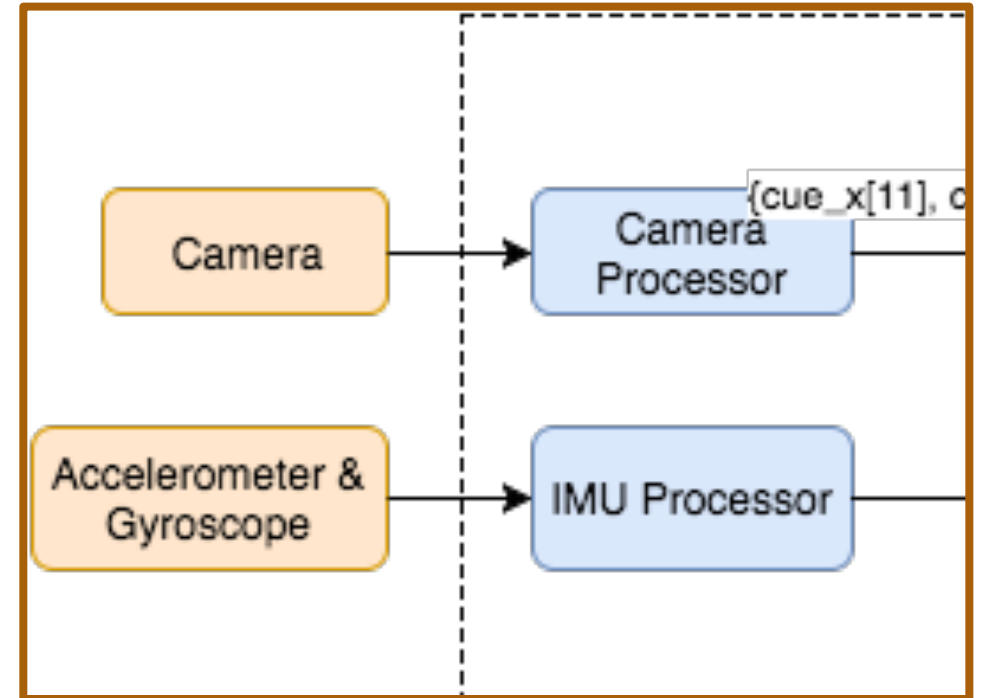 {cue_x[11], c
Camera
Camera
Processor
Accelerometer &
Gyroscope
IMU Processor